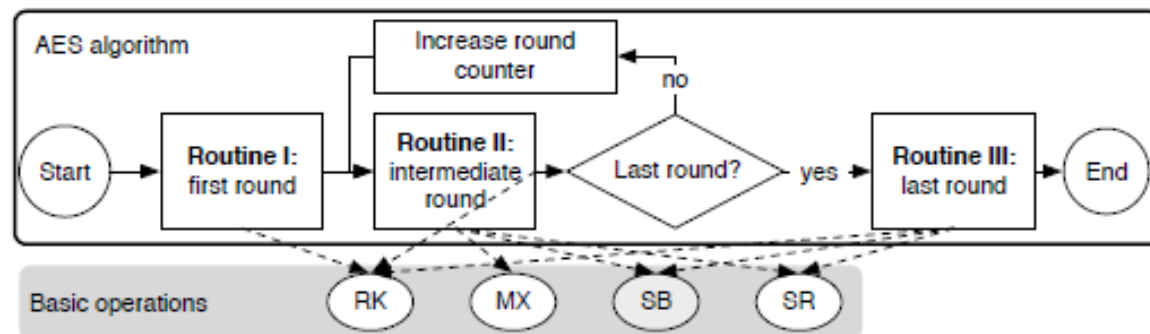 AES algorithm
Increase round
counter
no
Start
Routine I:
first round
Routine II:
intermediate
round
Last round?
yes
Routine III:
last round
End
Basic operations
RK
MX
SB
SR